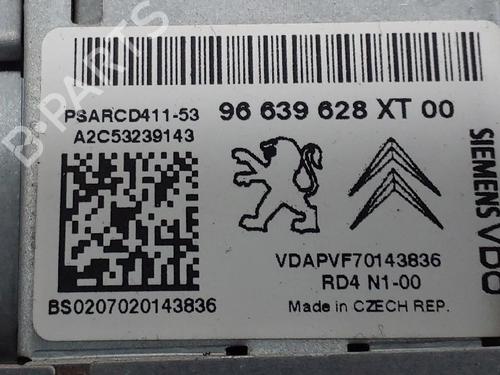 PSARCD411-53
96 639 628 XT 00
A2C53239143
SIEMENS VDO
VDAPVF70143836
RD4 N1-00
BS0207020143836
Made in CZECH REP.
B-PARTS